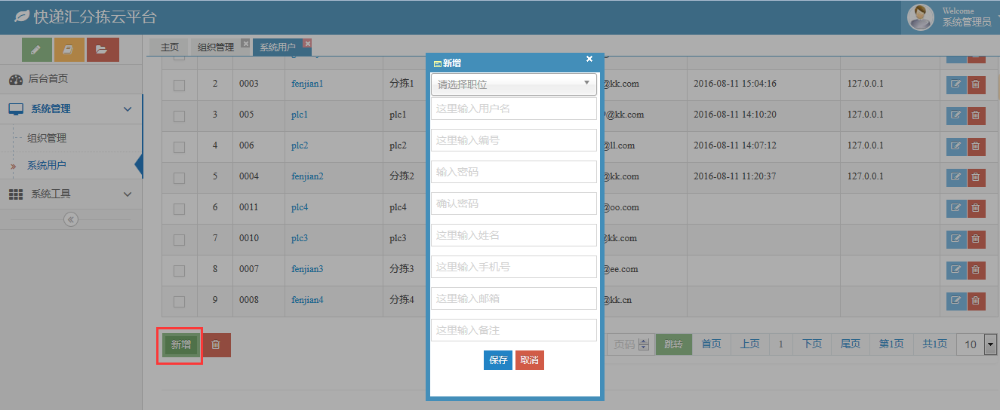 快递汇分拣云平台
Welcome
系统管理员
主页 组织管理 系统用户
后台首页
系统管理
组织管理
系统用户
系统工具
新增
请选择职位
这里输入用户名
这里输入编号
输入密码
确认密码
这里输入姓名
这里输入手机号
这里输入邮箱
这里输入备注
保存 取消
2 0003 fenjian1 分拣1 @kk.com 2016-08-11 15:04:16 127.0.0.1
3 005 plc1 plc1 @kk.com 2016-08-11 14:10:20 127.0.0.1
4 006 plc2 plc2 @ll.com 2016-08-11 14:07:12 127.0.0.1
5 0004 fenjian2 分拣2 @kk.com 2016-08-11 11:20:37 127.0.0.1
6 0011 plc4 plc4 @oo.com
7 0010 plc3 plc3 @kk.com
8 0007 fenjian3 分拣3 @ee.com
9 0008 fenjian4 分拣4 @kk.cn
新增
页码 跳转 首页 上页 1 下页 尾页 第1页 共1页 10